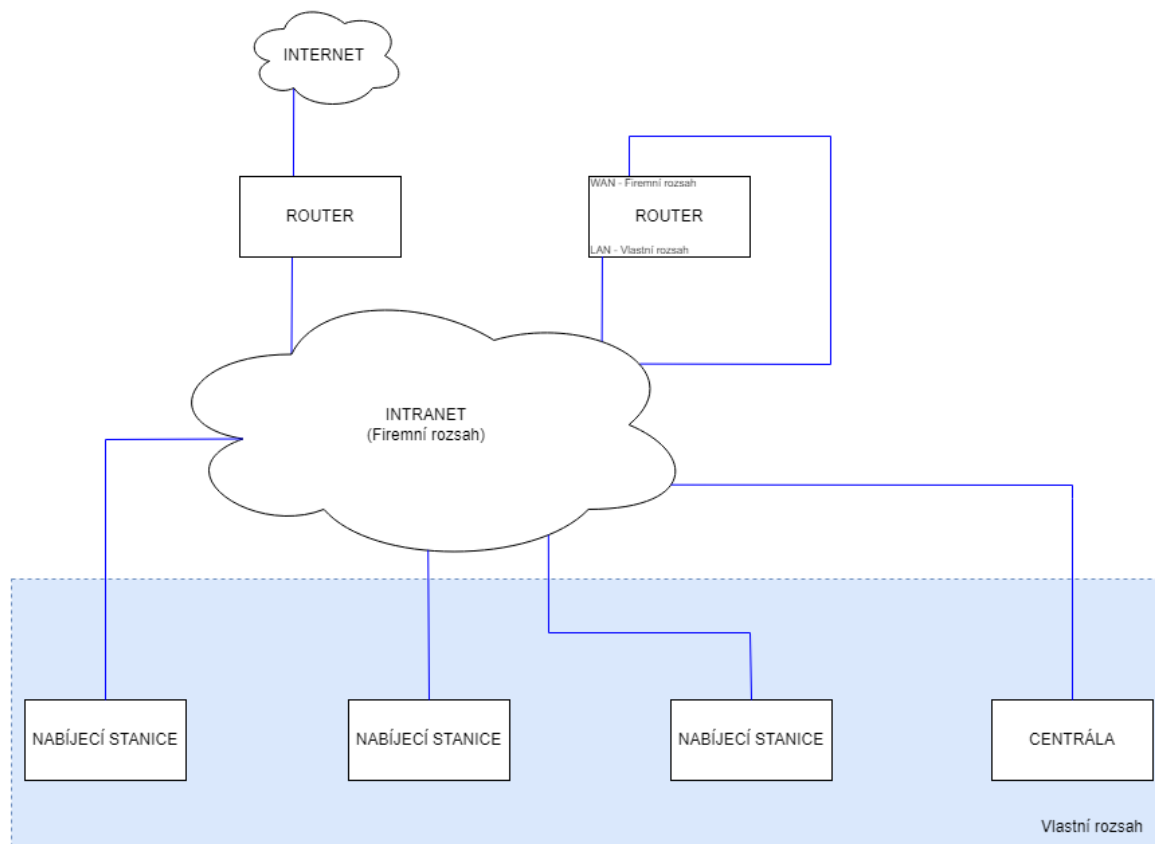 INTERNET
WAN - Firemní rozsah
ROUTER
ROUTER
LAN - Vlastní rozsah
INTRANET
(Firemní rozsah)
NABÍJECÍ STANICE
NABÍJECÍ STANICE
NABÍJECÍ STANICE
CENTRÁLA
Vlastní rozsah